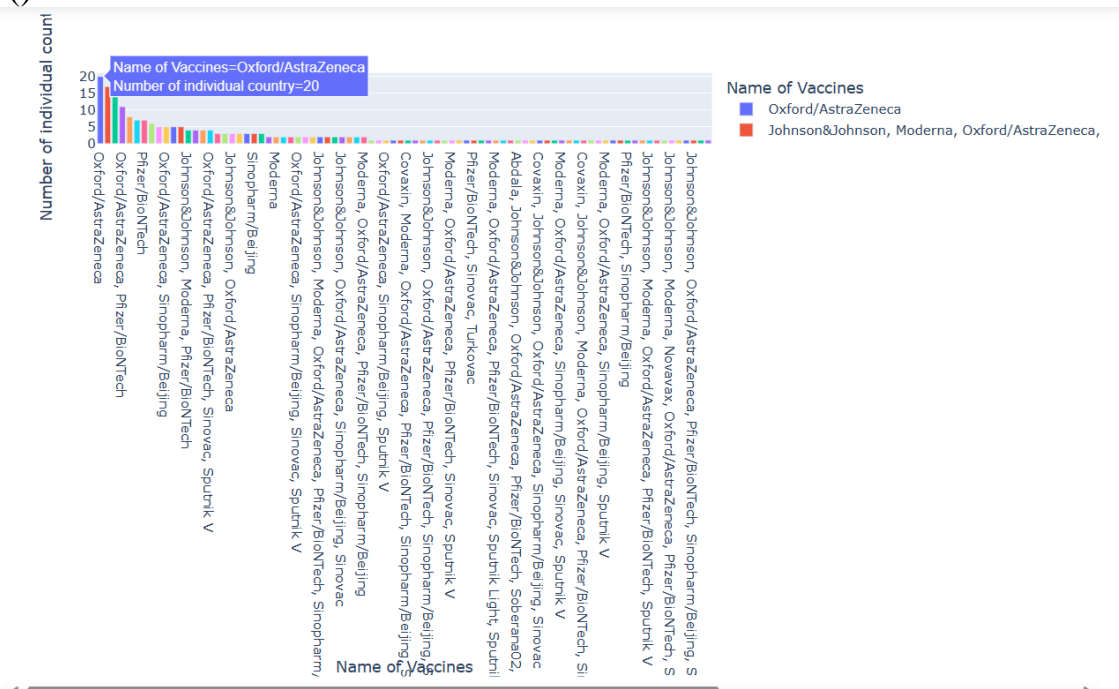 ()
Number of individual count
Name of Vaccines=Oxford/AstraZeneca
Number of individual country=20
20
15
10
5
0
Name of Vaccines
Oxford/AstraZeneca
Johnson&Johnson, Moderna, Oxford/AstraZeneca,
Oxford/AstraZeneca
Oxford/AstraZeneca, Pfizer/BioNTech
Pfizer/BioNTech
Oxford/AstraZeneca, Sinopharm/Beijing
Johnson&Johnson, Moderna, Pfizer/BioNTech
Oxford/AstraZeneca, Pfizer/BioNTech, Sinovac, Sputnik V
Johnson&Johnson, Oxford/AstraZeneca
Sinopharm/Beijing
Moderna
Oxford/AstraZeneca, Sinopharm/Beijing, Sinovac, Sputnik V
Johnson&Johnson, Moderna, Oxford/AstraZeneca, Pfizer/BioNTech, Sinopharm,
Johnson&Johnson, Oxford/AstraZeneca, Sinopharm/Beijing, Sinovac
Moderna, Oxford/AstraZeneca, Pfizer/BioNTech, Sinopharm/Beijing
Oxford/AstraZeneca, Sinopharm/Beijing, Sputnik V
Covaxin, Moderna, Oxford/AstraZeneca, Pfizer/BioNTech, Sinopharm/Beijing, S
Johnson&Johnson, Oxford/AstraZeneca, Pfizer/BioNTech, Sinopharm/Beijing, S
Moderna, Oxford/AstraZeneca, Pfizer/BioNTech, Sinovac, Sputnik V
Pfizer/BioNTech, Sinovac, Turkovac
Moderna, Oxford/AstraZeneca, Pfizer/BioNTech, Sinovac, Sputnik Light, Sputnil
Abdala, Johnson&Johnson, Oxford/AstraZeneca, Pfizer/BioNTech, Soberana02,
Covaxin, Johnson&Johnson, Oxford/AstraZeneca, Sinopharm/Beijing, Sinovac
Moderna, Oxford/AstraZeneca, Sinopharm/Beijing, Sinovac, Sputnik V
Covaxin, Johnson&Johnson, Moderna, Oxford/AstraZeneca, Pfizer/BioNTech, Si
Moderna, Oxford/AstraZeneca, Sinopharm/Beijing, Sputnik V
Pfizer/BioNTech, Sinopharm/Beijing
Johnson&Johnson, Moderna, Oxford/AstraZeneca, Pfizer/BioNTech, Sputnik V
Johnson&Johnson, Moderna, Novavax, Oxford/AstraZeneca, Pfizer/BioNTech, S
Johnson&Johnson, Oxford/AstraZeneca, Pfizer/BioNTech, Sinopharm/Beijing, S
Name of Vaccines